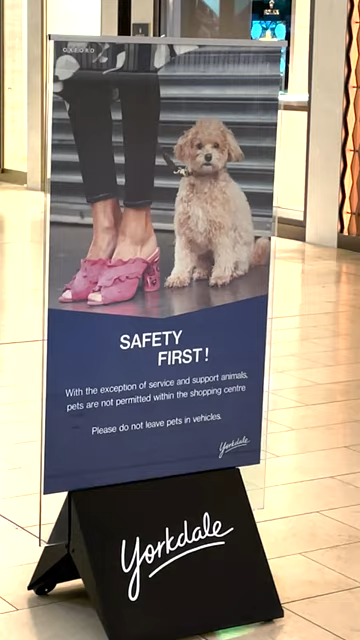 OXFORD
SAFETY
FIRST!
With the exception of service and support animals,
pets are not permitted within the shopping centre
Please do not leave pets in vehicles.
Yorkdale
Yorkdale